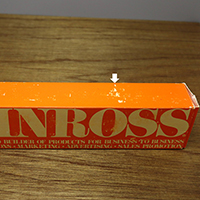 INROSS
BUILDER OF PRODUCTS FOR BUSINESS TO BUSINESS
MARKETING • ADVERTISING • SALES PROMOTION